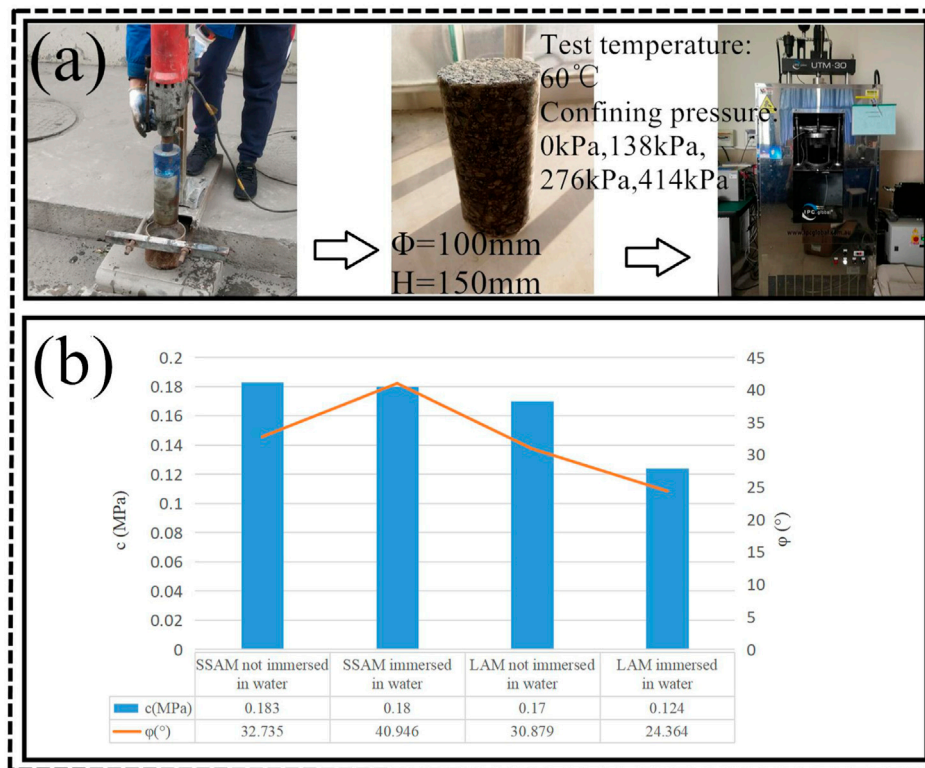 (a)
Test temperature:
60℃
Confining pressure:
0kPa,138kPa,
276kPa,414kPa
Φ=100mm
H=150mm
UTM-30
IPC global
(b)
c (MPa)
0.2
0.18
0.16
0.14
0.12
0.1
0.08
0.06
0.04
0.02
0
45
40
35
30
25
20
15
10
5
0
φ (°)
SSAM not immersed in water
SSAM immersed in water
LAM not immersed in water
LAM immersed in water
c(MPa) 0.183 0.18 0.17 0.124
φ(°) 32.735 40.946 30.879 24.364